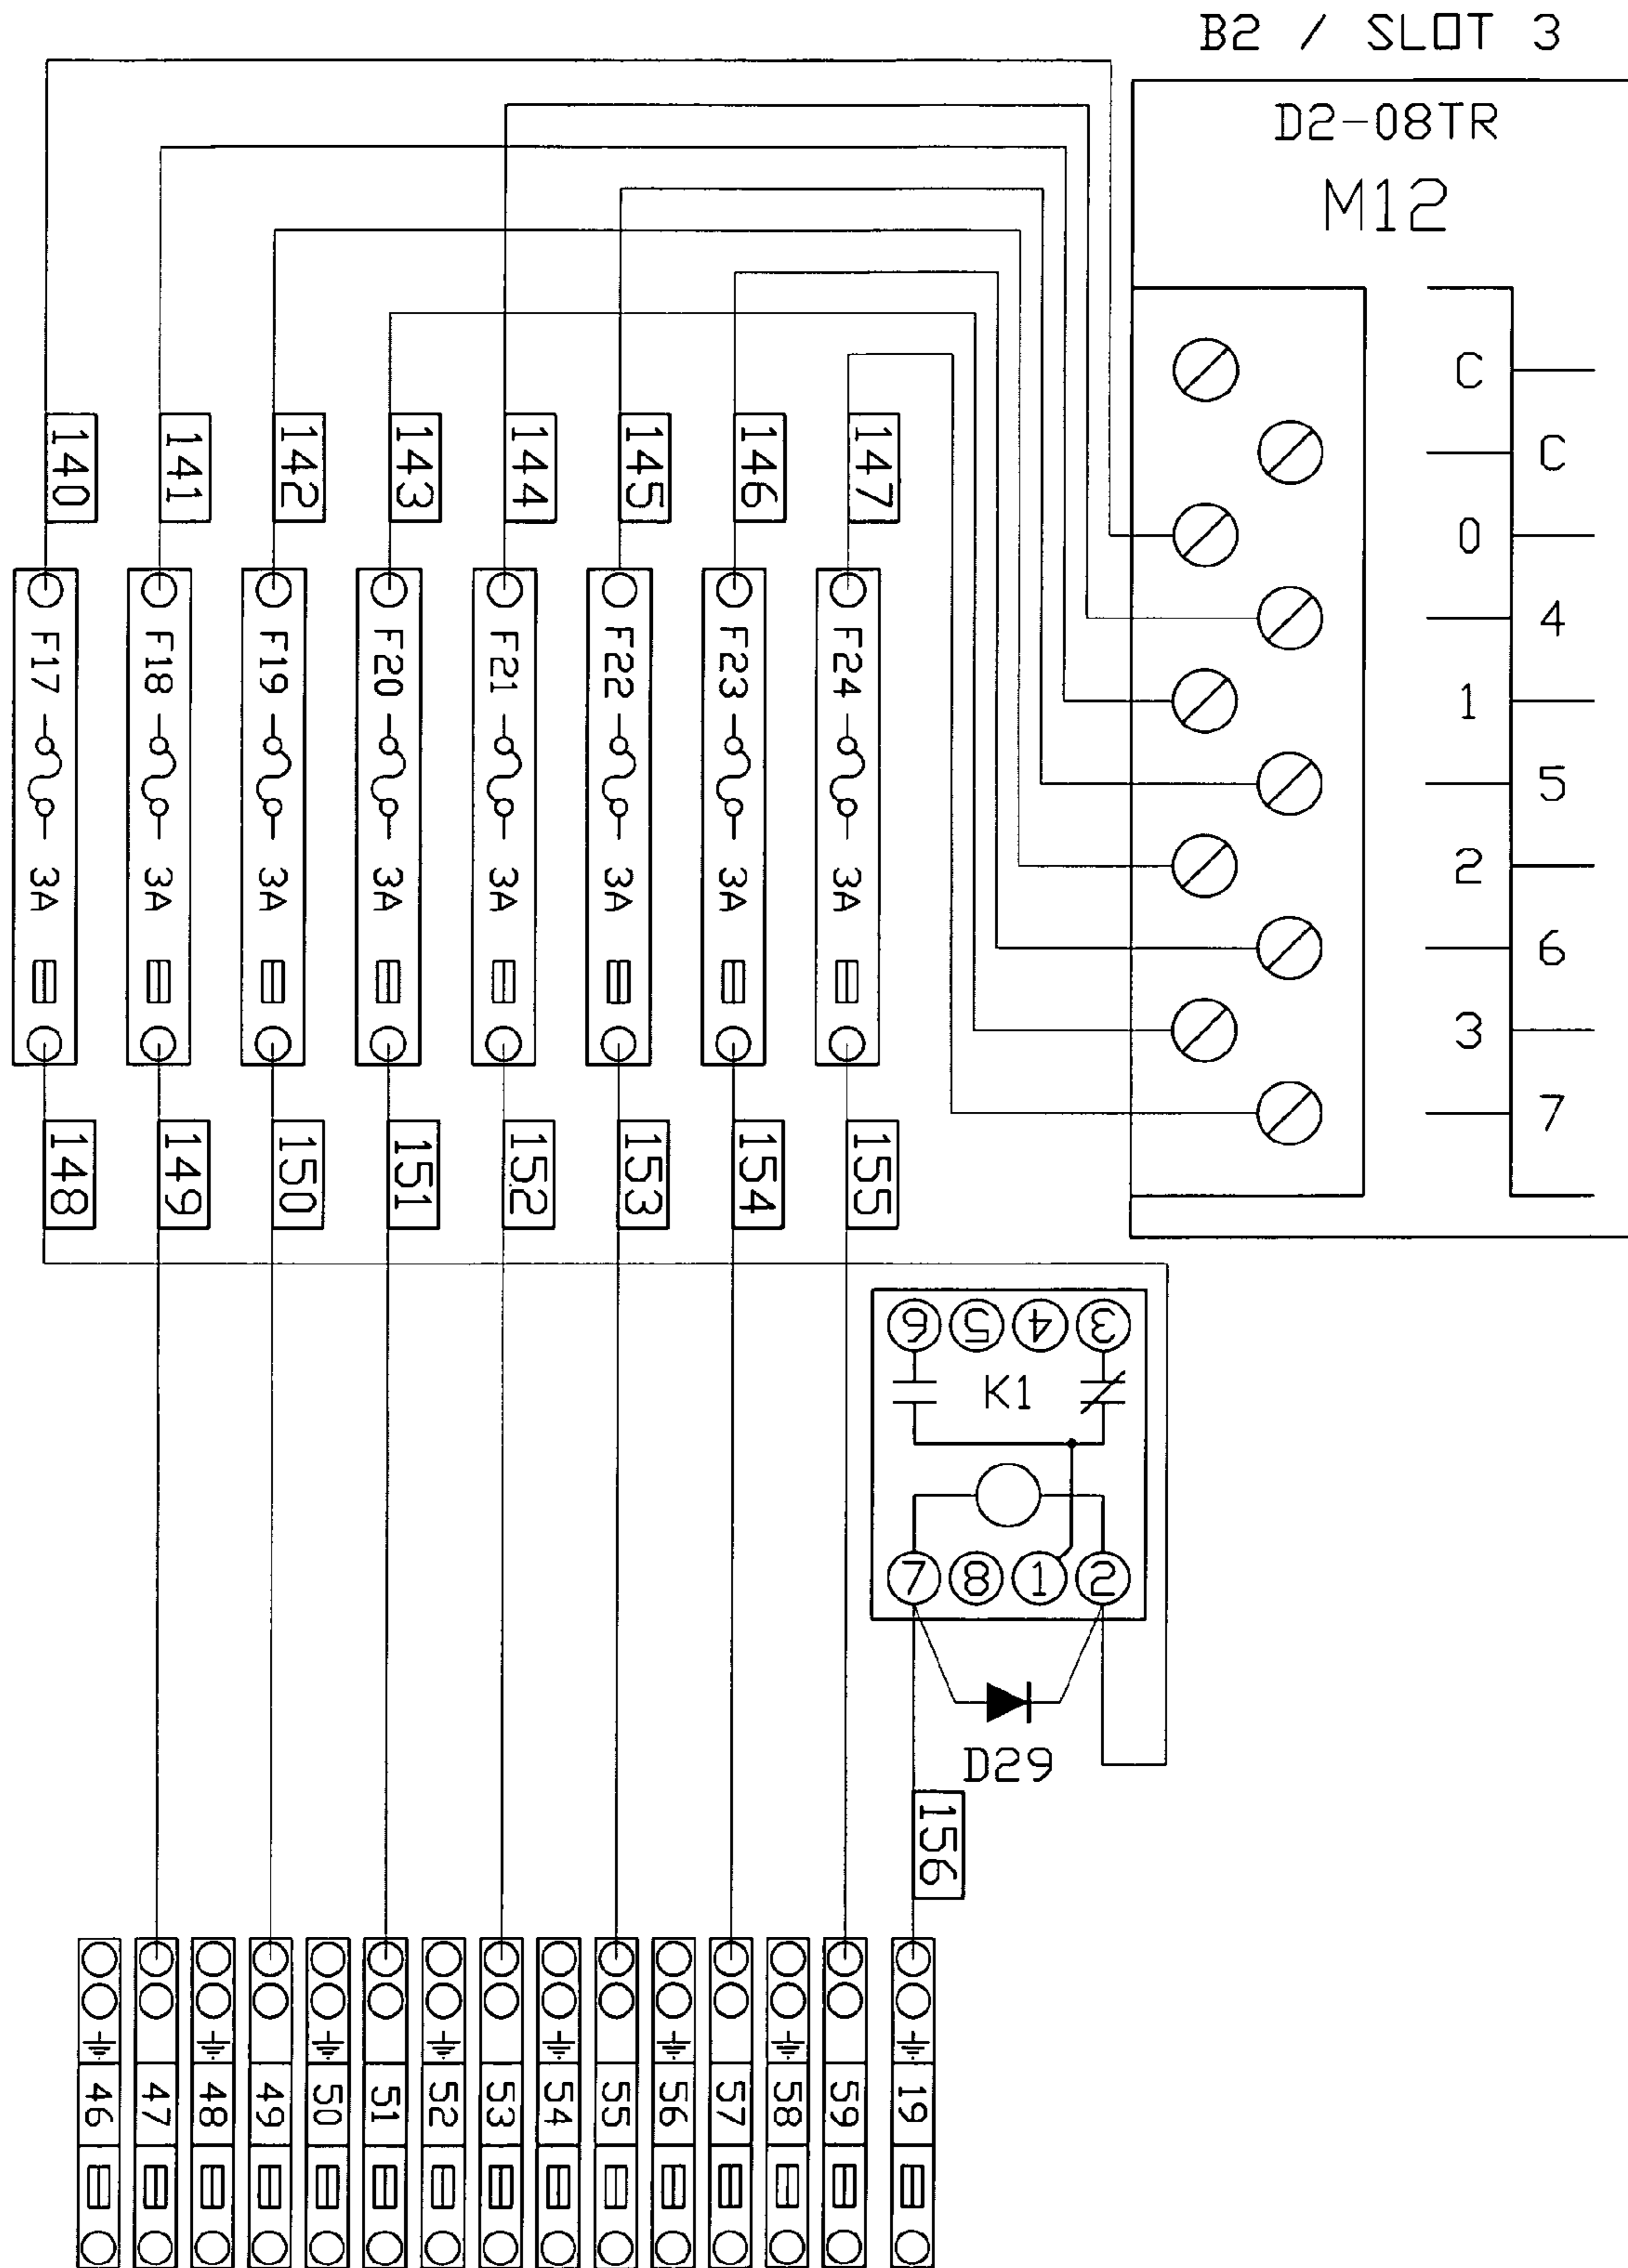 B2 / SLOT 3
D2-08TR
M12
C
C
0
4
1
5
2
6
3
7
140 141 142 143 144 145 146 147
F17 3A
F18 3A
F19 3A
F20 3A
F21 3A
F22 3A
F23 3A
F24 3A
148 149 150 151 152 153 154 155
6 5 4 3
K1
7 8 1 2
D29
156
46 47 48 49 50 51 52 53 54 55 56 57 58 59 19